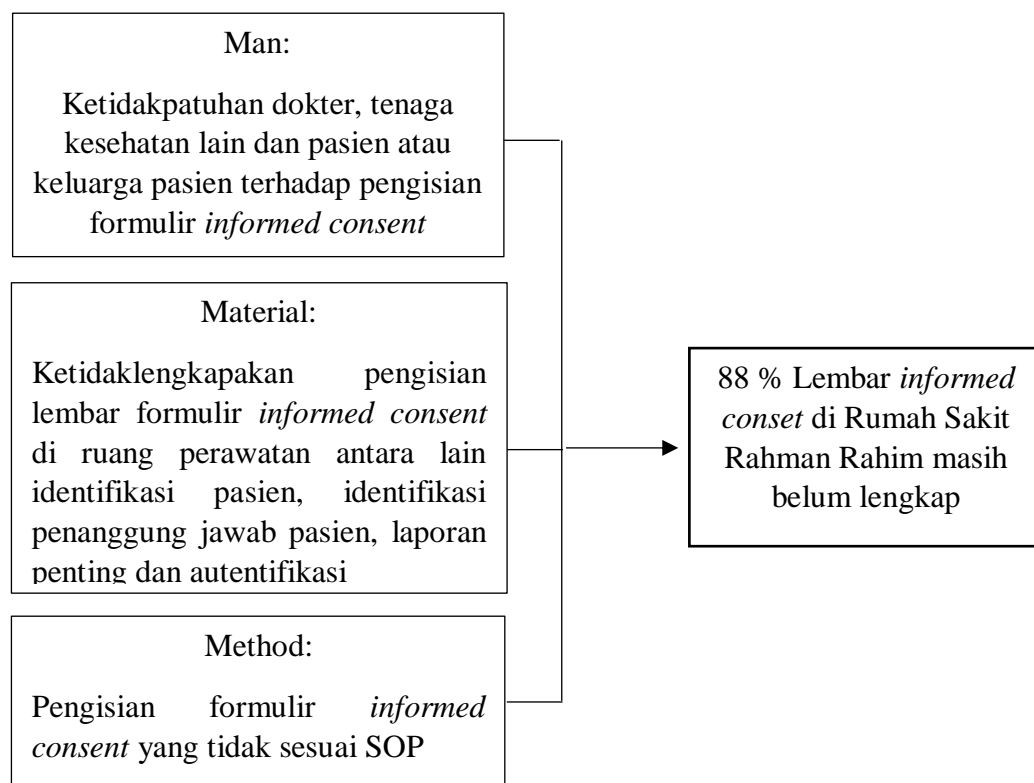 Man:
Ketidakpatuhan dokter, tenaga
kesehatan lain dan pasien atau
keluarga pasien terhadap pengisian
formulir informed consent
Material:
Ketidaklengkapakan pengisian
lembar formulir informed consent
di ruang perawatan antara lain
identifikasi pasien, identifikasi
penanggung jawab pasien, laporan
penting dan autentifikasi
Method:
Pengisian formulir informed
consent yang tidak sesuai SOP
88 % Lembar informed
conset di Rumah Sakit
Rahman Rahim masih
belum lengkap